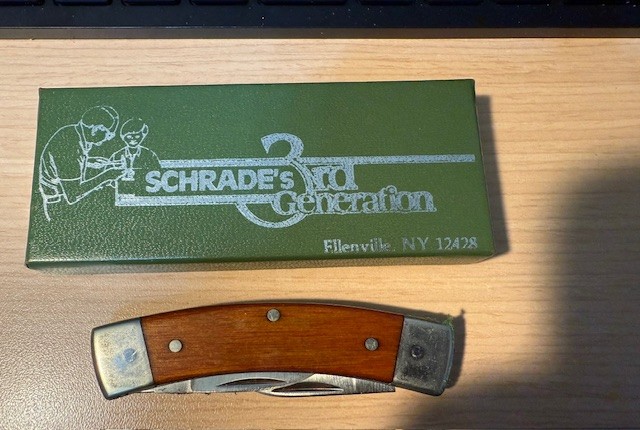 SCHRADE's 3rd
Generation
Ellenville, NY 12428